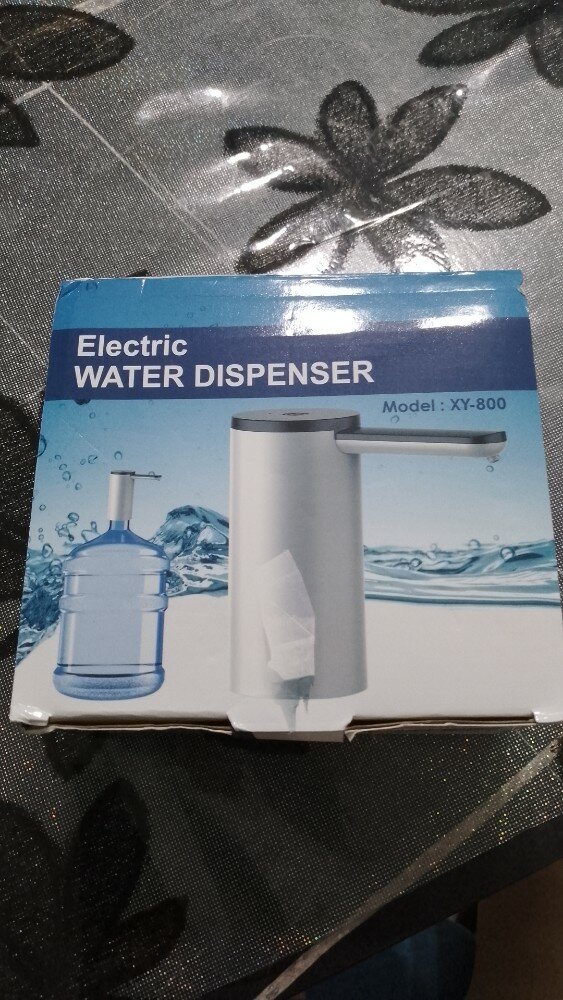 Electric
WATER DISPENSER
Model : XY-800